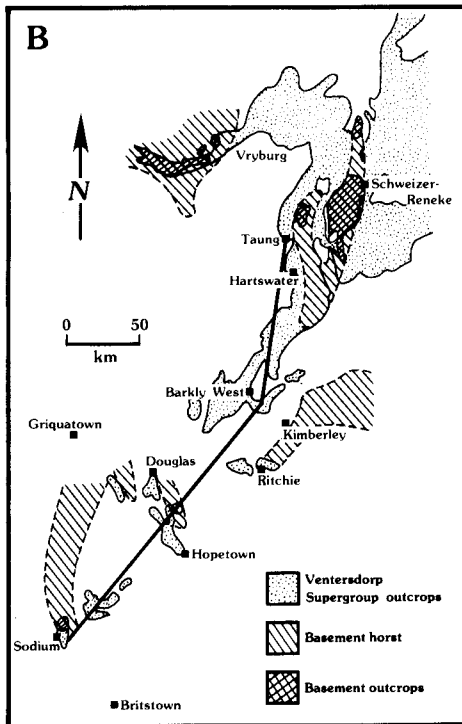 B
N
Vryburg
Schweizer-
Reneke
Taung
Hartswater
0 50
km
Barkly West
Griquatown
Kimberley
Douglas
Ritchie
Hopetown
Ventersdorp
Supergroup outcrops
Basement horst
Sodium
Basement outcrops
Britstown